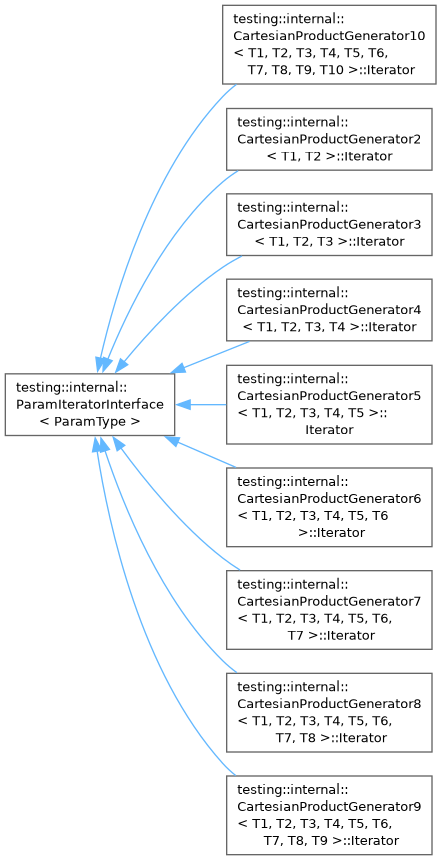 testing::internal::
CartesianProductGenerator10
< T1, T2, T3, T4, T5, T6,
T7, T8, T9, T10 >::Iterator
testing::internal::
CartesianProductGenerator2
< T1, T2 >::Iterator
testing::internal::
CartesianProductGenerator3
< T1, T2, T3 >::Iterator
testing::internal::
CartesianProductGenerator4
< T1, T2, T3, T4 >::Iterator
testing::internal::
ParamIteratorInterface
< ParamType >
testing::internal::
CartesianProductGenerator5
< T1, T2, T3, T4, T5 >::
Iterator
testing::internal::
CartesianProductGenerator6
< T1, T2, T3, T4, T5, T6
>::Iterator
testing::internal::
CartesianProductGenerator7
< T1, T2, T3, T4, T5, T6,
T7 >::Iterator
testing::internal::
CartesianProductGenerator8
< T1, T2, T3, T4, T5, T6,
T7, T8 >::Iterator
testing::internal::
CartesianProductGenerator9
< T1, T2, T3, T4, T5, T6,
T7, T8, T9 >::Iterator